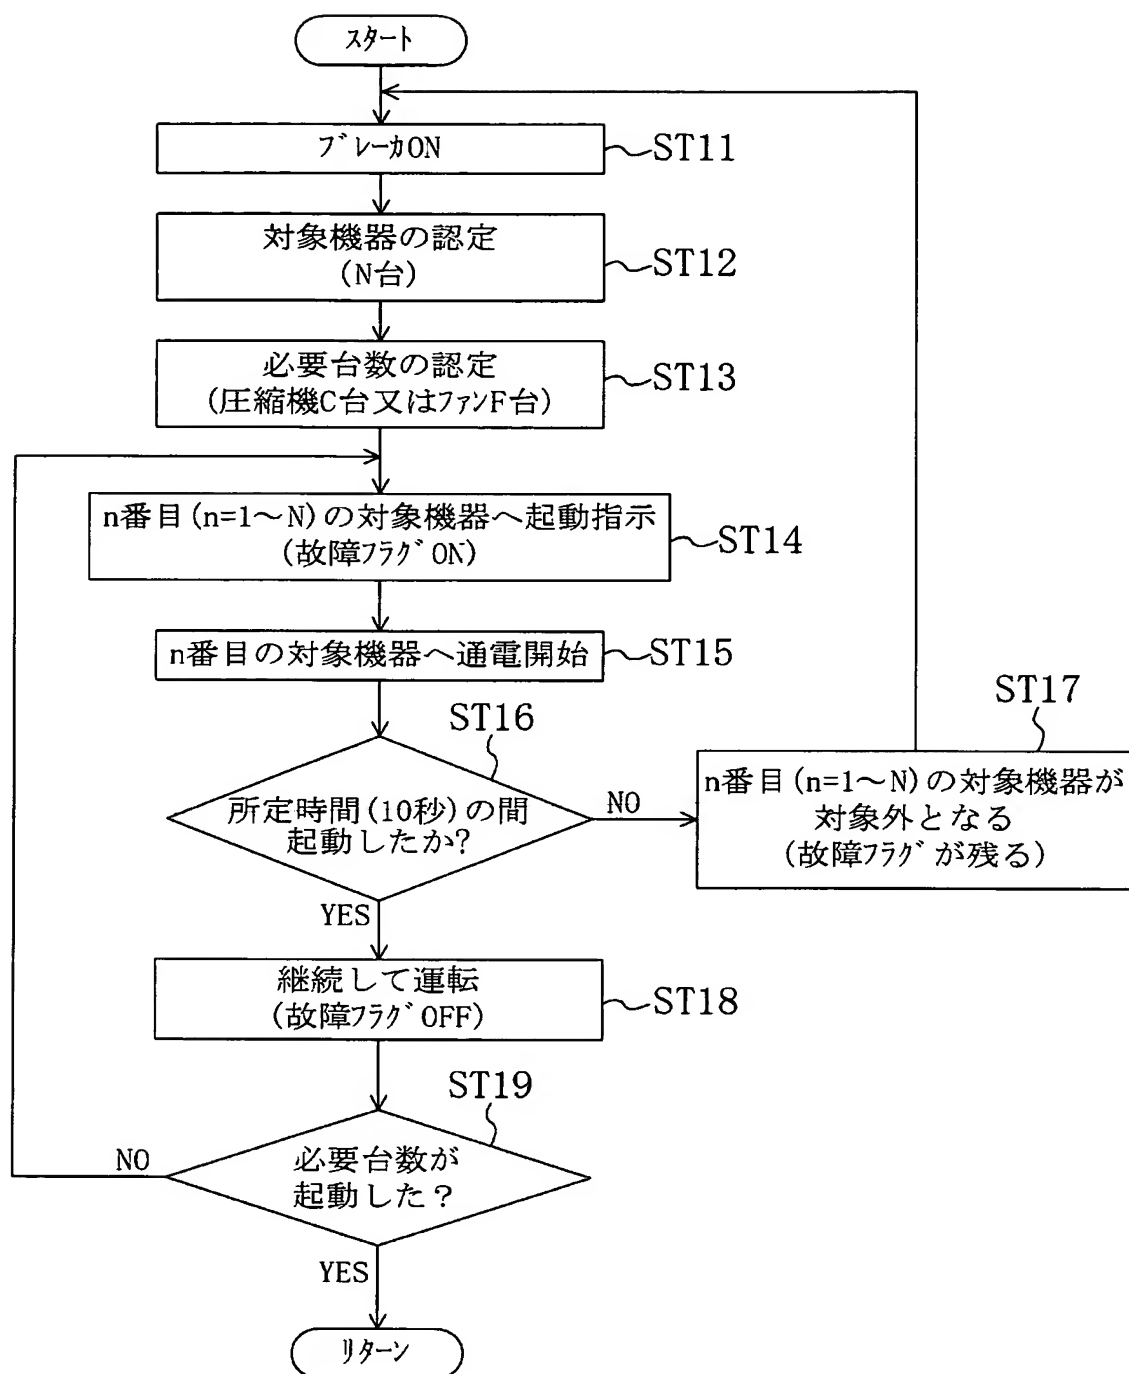 スタート
ブレーカON
ST11
対象機器の認定
(N台)
ST12
必要台数の認定
(圧縮機C台又はファンF台)
ST13
n番目(n=1～N)の対象機器へ起動指示
(故障フラグON)
ST14
n番目の対象機器へ通電開始
ST15
ST16
所定時間(10秒)の間
起動したか?
NO
ST17
n番目(n=1～N)の対象機器が
対象外となる
(故障フラグが残る)
YES
継続して運転
(故障フラグOFF)
ST18
ST19
必要台数が
起動した？
NO
YES
リターン